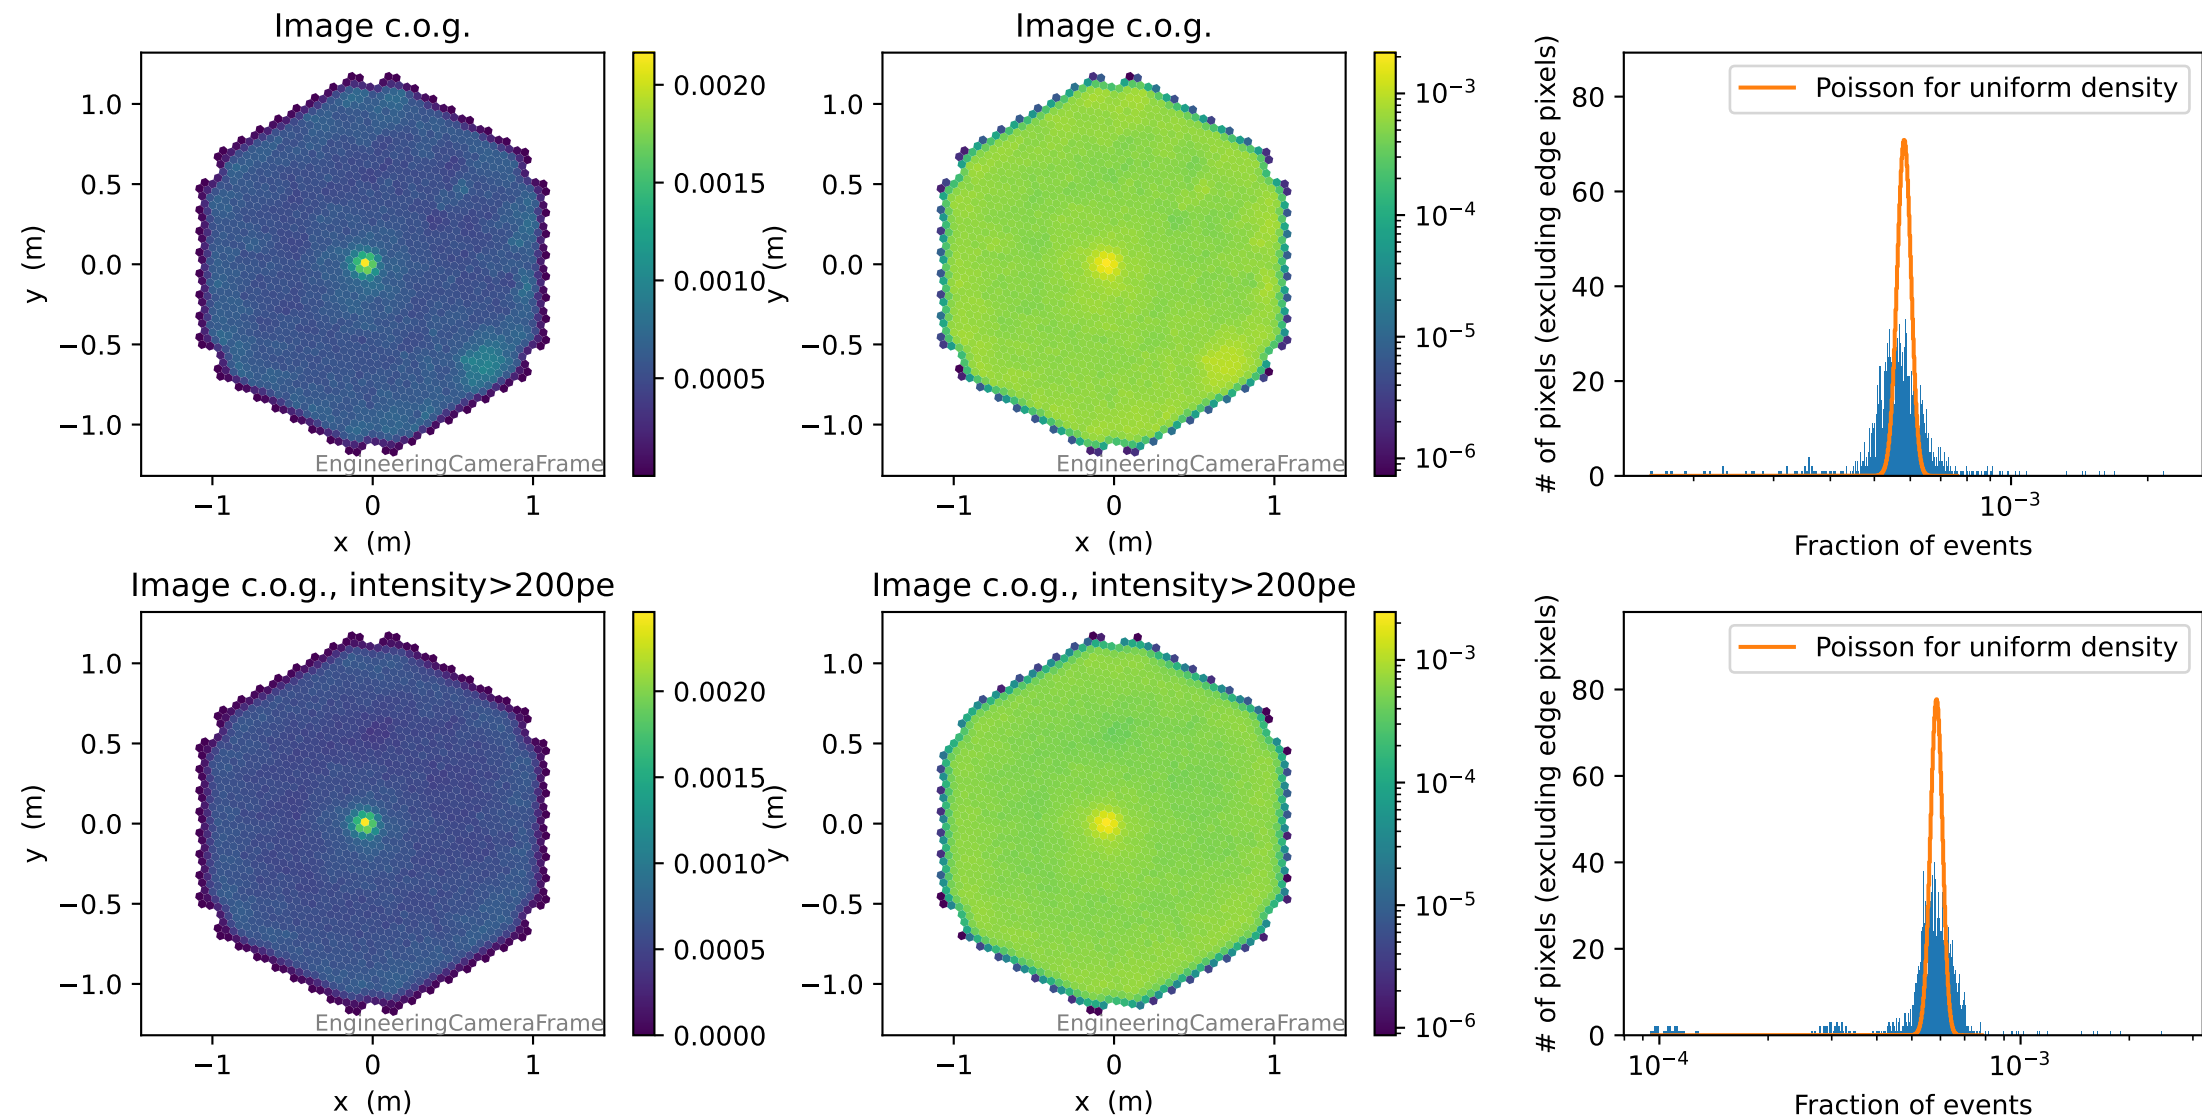 Image c.o.g.
1.0
0.5
0.0
−0.5
−1.0
y (m)
−1
0
1
x (m)
EngineeringCameraFrame
0.0020
0.0015
0.0010
0.0005
Image c.o.g.
1.0
0.5
0.0
−0.5
−1.0
y (m)
−1
0
1
x (m)
EngineeringCameraFrame
10⁻³
10⁻⁴
10⁻⁵
10⁻⁶
Poisson for uniform density
80
60
40
20
0
# of pixels (excluding edge pixels)
10⁻³
Fraction of events
Image c.o.g., intensity>200pe
1.0
0.5
0.0
−0.5
−1.0
y (m)
−1
0
1
x (m)
EngineeringCameraFrame
0.0020
0.0015
0.0010
0.0005
0.0000
Image c.o.g., intensity>200pe
1.0
0.5
0.0
−0.5
−1.0
y (m)
−1
0
1
x (m)
EngineeringCameraFrame
10⁻³
10⁻⁴
10⁻⁵
10⁻⁶
Poisson for uniform density
80
60
40
20
0
# of pixels (excluding edge pixels)
10⁻⁴
10⁻³
Fraction of events